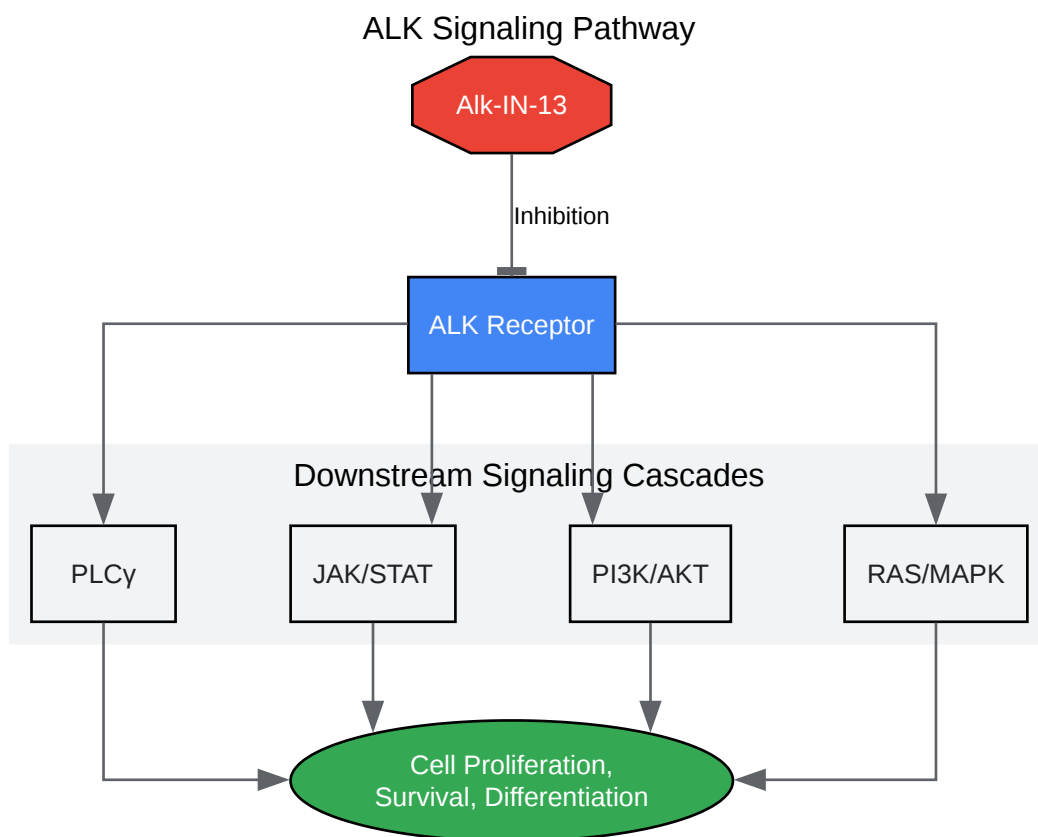 ALK Signaling Pathway
Alk-IN-13
Inhibition
ALK Receptor
Downstream Signaling Cascades
PLCγ
JAK/STAT
PI3K/AKT
RAS/MAPK
Cell Proliferation,
Survival, Differentiation